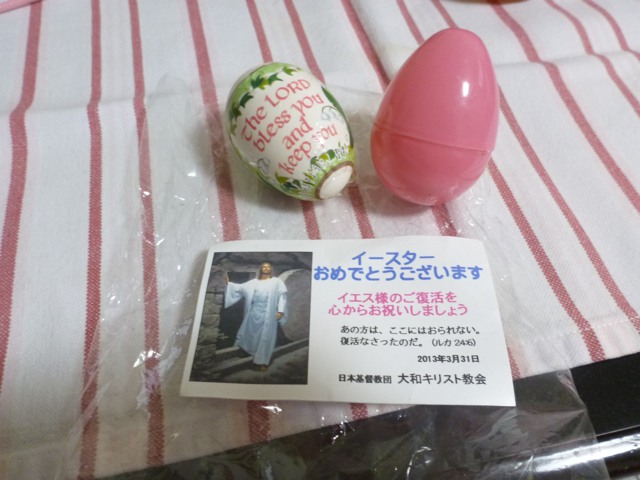 The LORD
bless you
and
keep you
イースター
おめでとうございます
イエス様のご復活を
心からお祝いしましょう
あの方は、ここにはおられない。
復活なさったのだ。（ルカ 24:6）
2013年3月31日
日本基督教団 大和キリスト教会